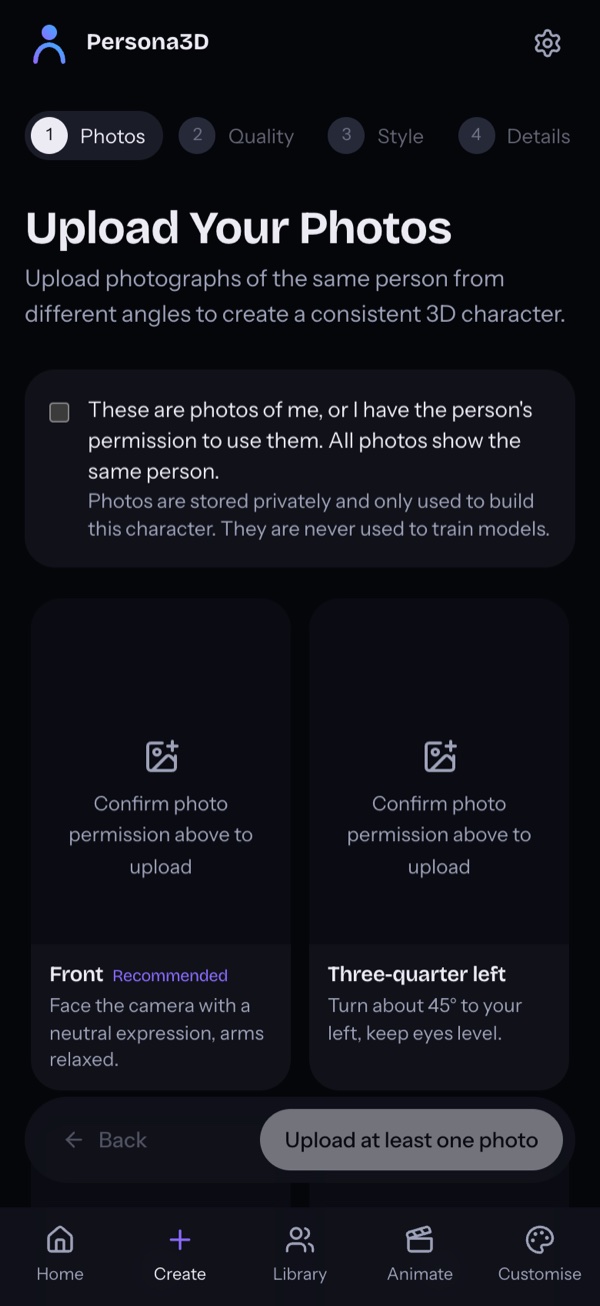 Persona3D
1 Photos 2 Quality 3 Style 4 Details
Upload Your Photos
Upload photographs of the same person from
different angles to create a consistent 3D character.
These are photos of me, or I have the person's
permission to use them. All photos show the
same person.
Photos are stored privately and only used to build
this character. They are never used to train models.
Confirm photo
permission above to
upload
Confirm photo
permission above to
upload
Front Recommended
Face the camera with a
neutral expression, arms
relaxed.
Three-quarter left
Turn about 45° to your
left, keep eyes level.
Back
Upload at least one photo
Home Create Library Animate Customise